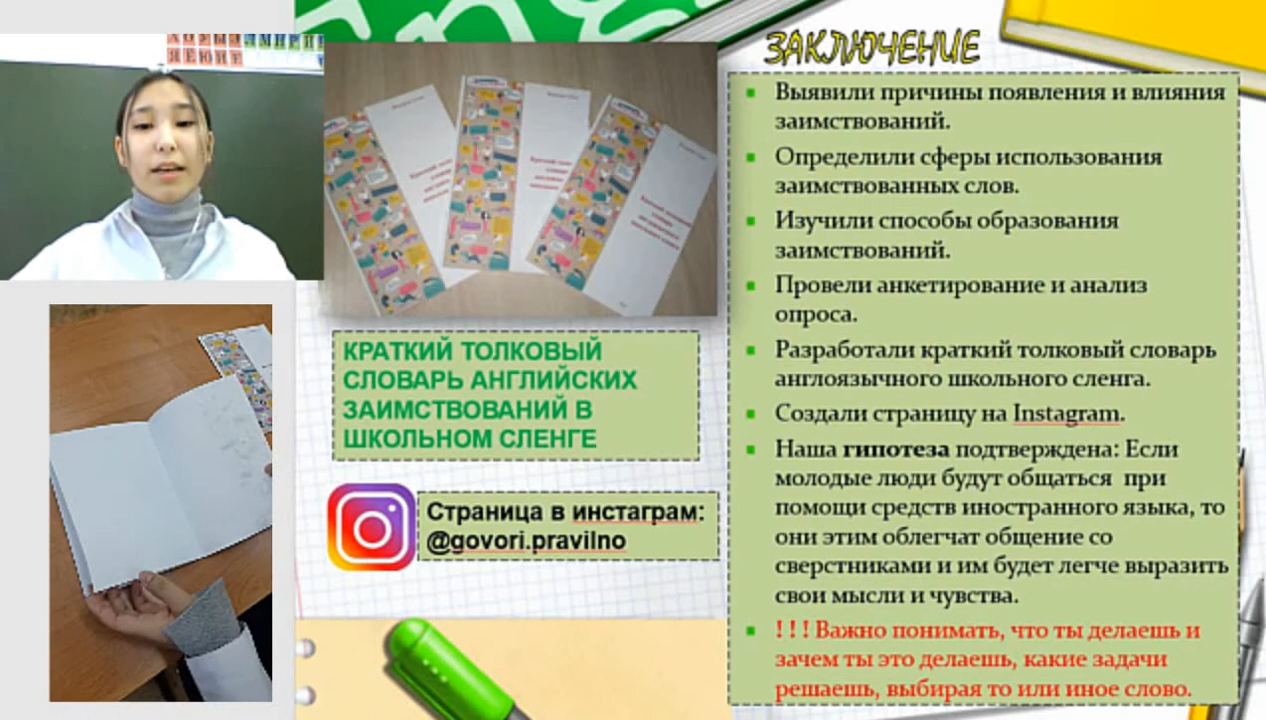 ЗАКЛЮЧЕНИЕ
Выявили причины появления и влияния
заимствований.
Определили сферы использования
заимствованных слов.
Изучили способы образования
заимствований.
Провели анкетирование и анализ
опроса.
Разработали краткий толковый словарь
англоязычного школьного сленга.
Создали страницу на Instagram.
Наша гипотеза подтверждена: Если
молодые люди будут общаться при
помощи средств иностранного языка, то
они этим облегчат общение со
сверстниками и им будет легче выразить
свои мысли и чувства.
! ! ! Важно понимать, что ты делаешь и
зачем ты это делаешь, какие задачи
решаешь, выбирая то или иное слово.
КРАТКИЙ ТОЛКОВЫЙ
СЛОВАРЬ АНГЛИЙСКИХ
ЗАИМСТВОВАНИЙ В
ШКОЛЬНОМ СЛЕНГЕ
Страница в инстаграм:
@govori.pravilno